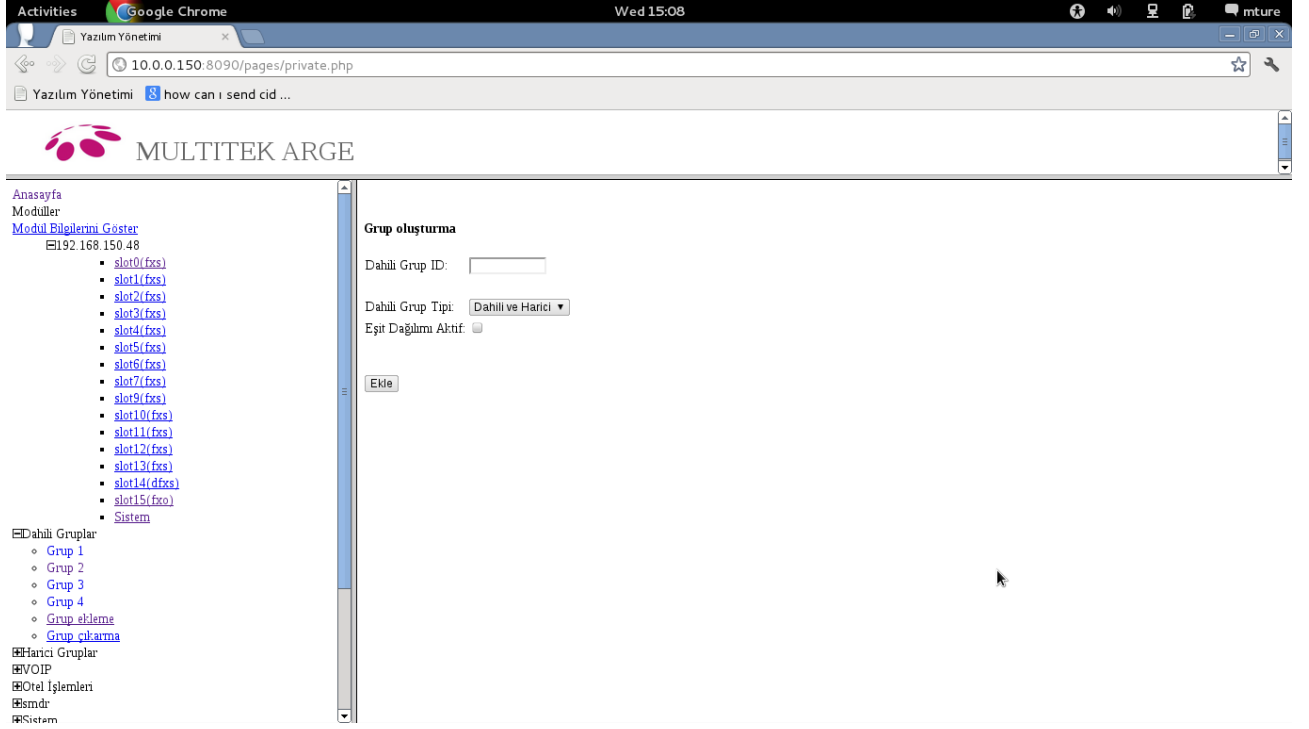 Activities Google Chrome Wed 15:08 mture
Yazılım Yönetimi
10.0.0.150:8090/pages/private.php
Yazılım Yönetimi 8 how can ı send cid ...
MULTITEK ARGE
Anasayfa
Modüller
Modül Bilgilerini Göster
192.168.150.48
slot0(fxs)
slot1(fxs)
slot2(fxs)
slot3(fxs)
slot4(fxs)
slot5(fxs)
slot6(fxs)
slot7(fxs)
slot9(fxs)
slot10(fxs)
slot11(fxs)
slot12(fxs)
slot13(fxs)
slot14(dfxs)
slot15(fxo)
Sistem
Dahili Gruplar
Grup 1
Grup 2
Grup 3
Grup 4
Grup ekleme
Grup çıkarma
Harici Gruplar
VOIP
Otel İşlemleri
smdr
Sistem
Grup oluşturma
Dahili Grup ID:
Dahili Grup Tipi: Dahili ve Harici
Eşit Dağılımı Aktif:
Ekle